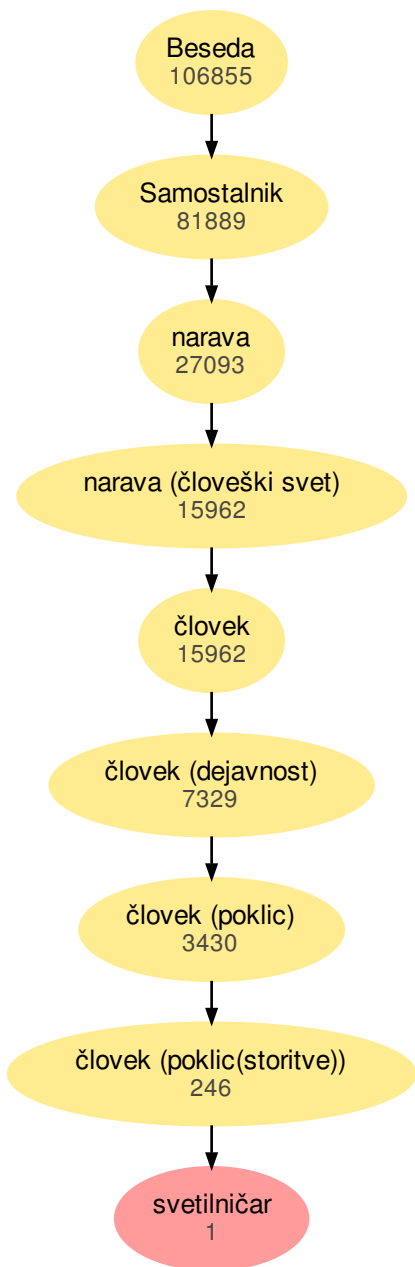 Beseda
106855
Samostalnik
81889
narava
27093
narava (človeški svet)
15962
človek
15962
človek (dejavnost)
7329
človek (poklic)
3430
človek (poklic(storitve))
246
svetilničar
1